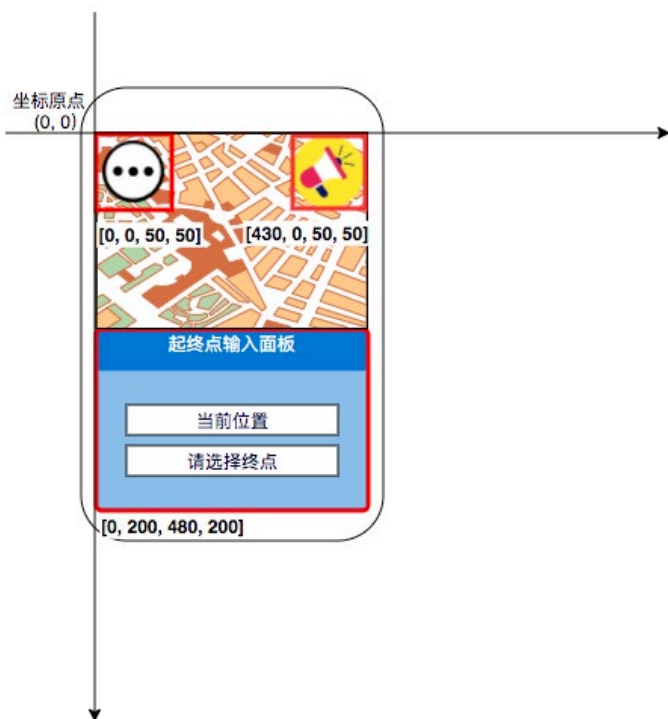 坐标原点
(0, 0)
[0, 0, 50, 50]
[430, 0, 50, 50]
起终点输入面板
当前位置
请选择终点
[0, 200, 480, 200]